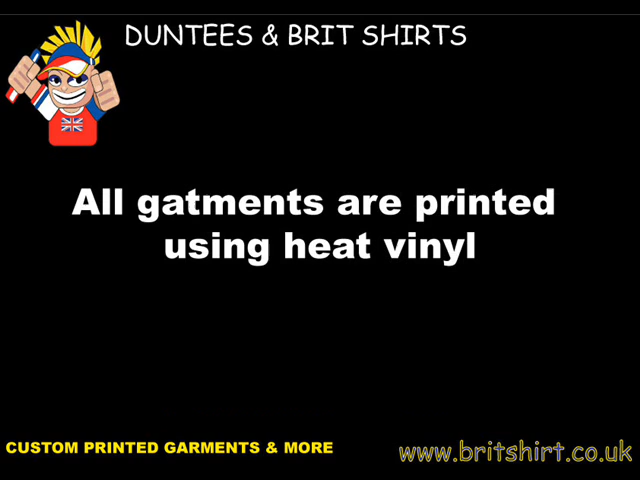 DUNTEES & BRIT SHIRTS
All gatments are printed
using heat vinyl
CUSTOM PRINTED GARMENTS & MORE
www.britshirt.co.uk